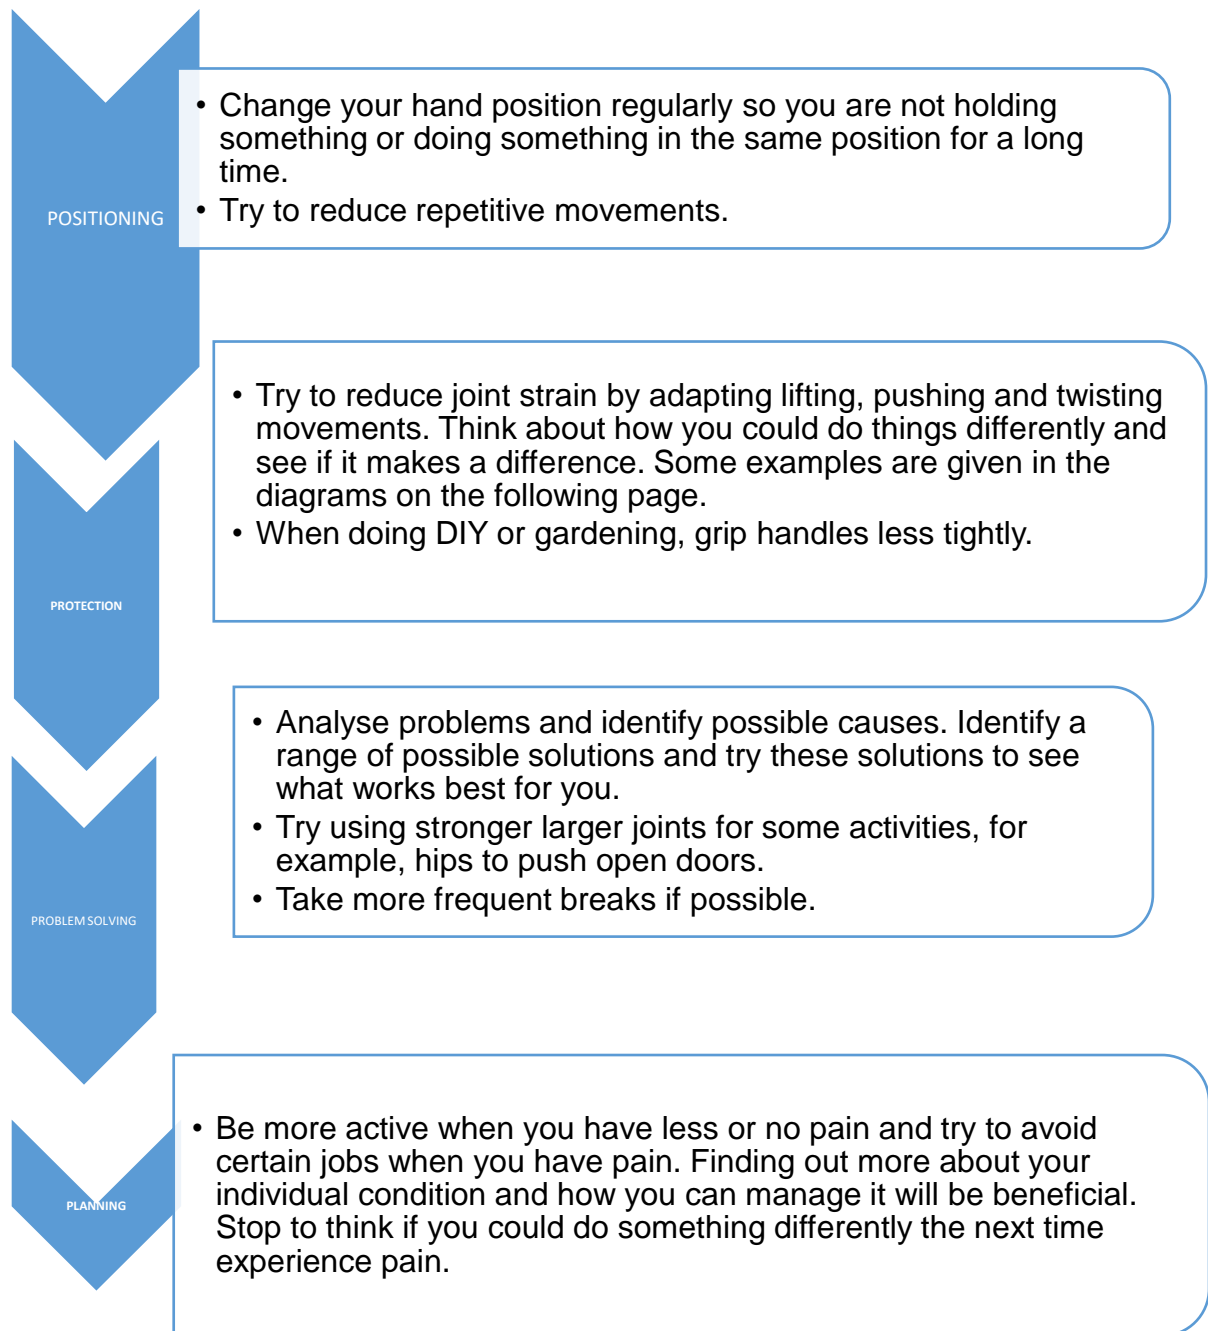 POSITIONING
• Change your hand position regularly so you are not holding
something or doing something in the same position for a long
time.
• Try to reduce repetitive movements.
PROTECTION
• Try to reduce joint strain by adapting lifting, pushing and twisting
movements. Think about how you could do things differently and
see if it makes a difference. Some examples are given in the
diagrams on the following page.
• When doing DIY or gardening, grip handles less tightly.
PROBLEM SOLVING
• Analyse problems and identify possible causes. Identify a
range of possible solutions and try these solutions to see
what works best for you.
• Try using stronger larger joints for some activities, for
example, hips to push open doors.
• Take more frequent breaks if possible.
PLANNING
• Be more active when you have less or no pain and try to avoid
certain jobs when you have pain. Finding out more about your
individual condition and how you can manage it will be beneficial.
Stop to think if you could do something differently the next time
experience pain.